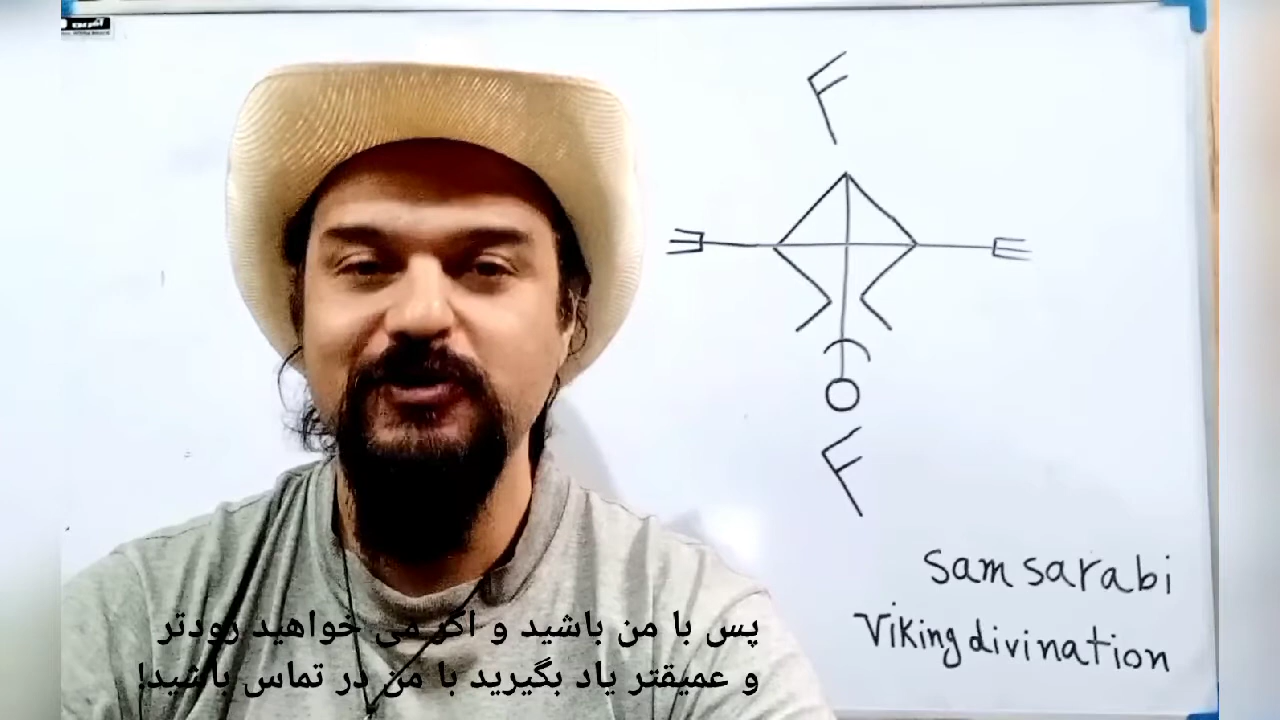 sam sarabi
Viking divination
پس با من باشید و اگر می خواهید زودتر
و عمیقتر یاد بگیرید با من در تماس باشید!